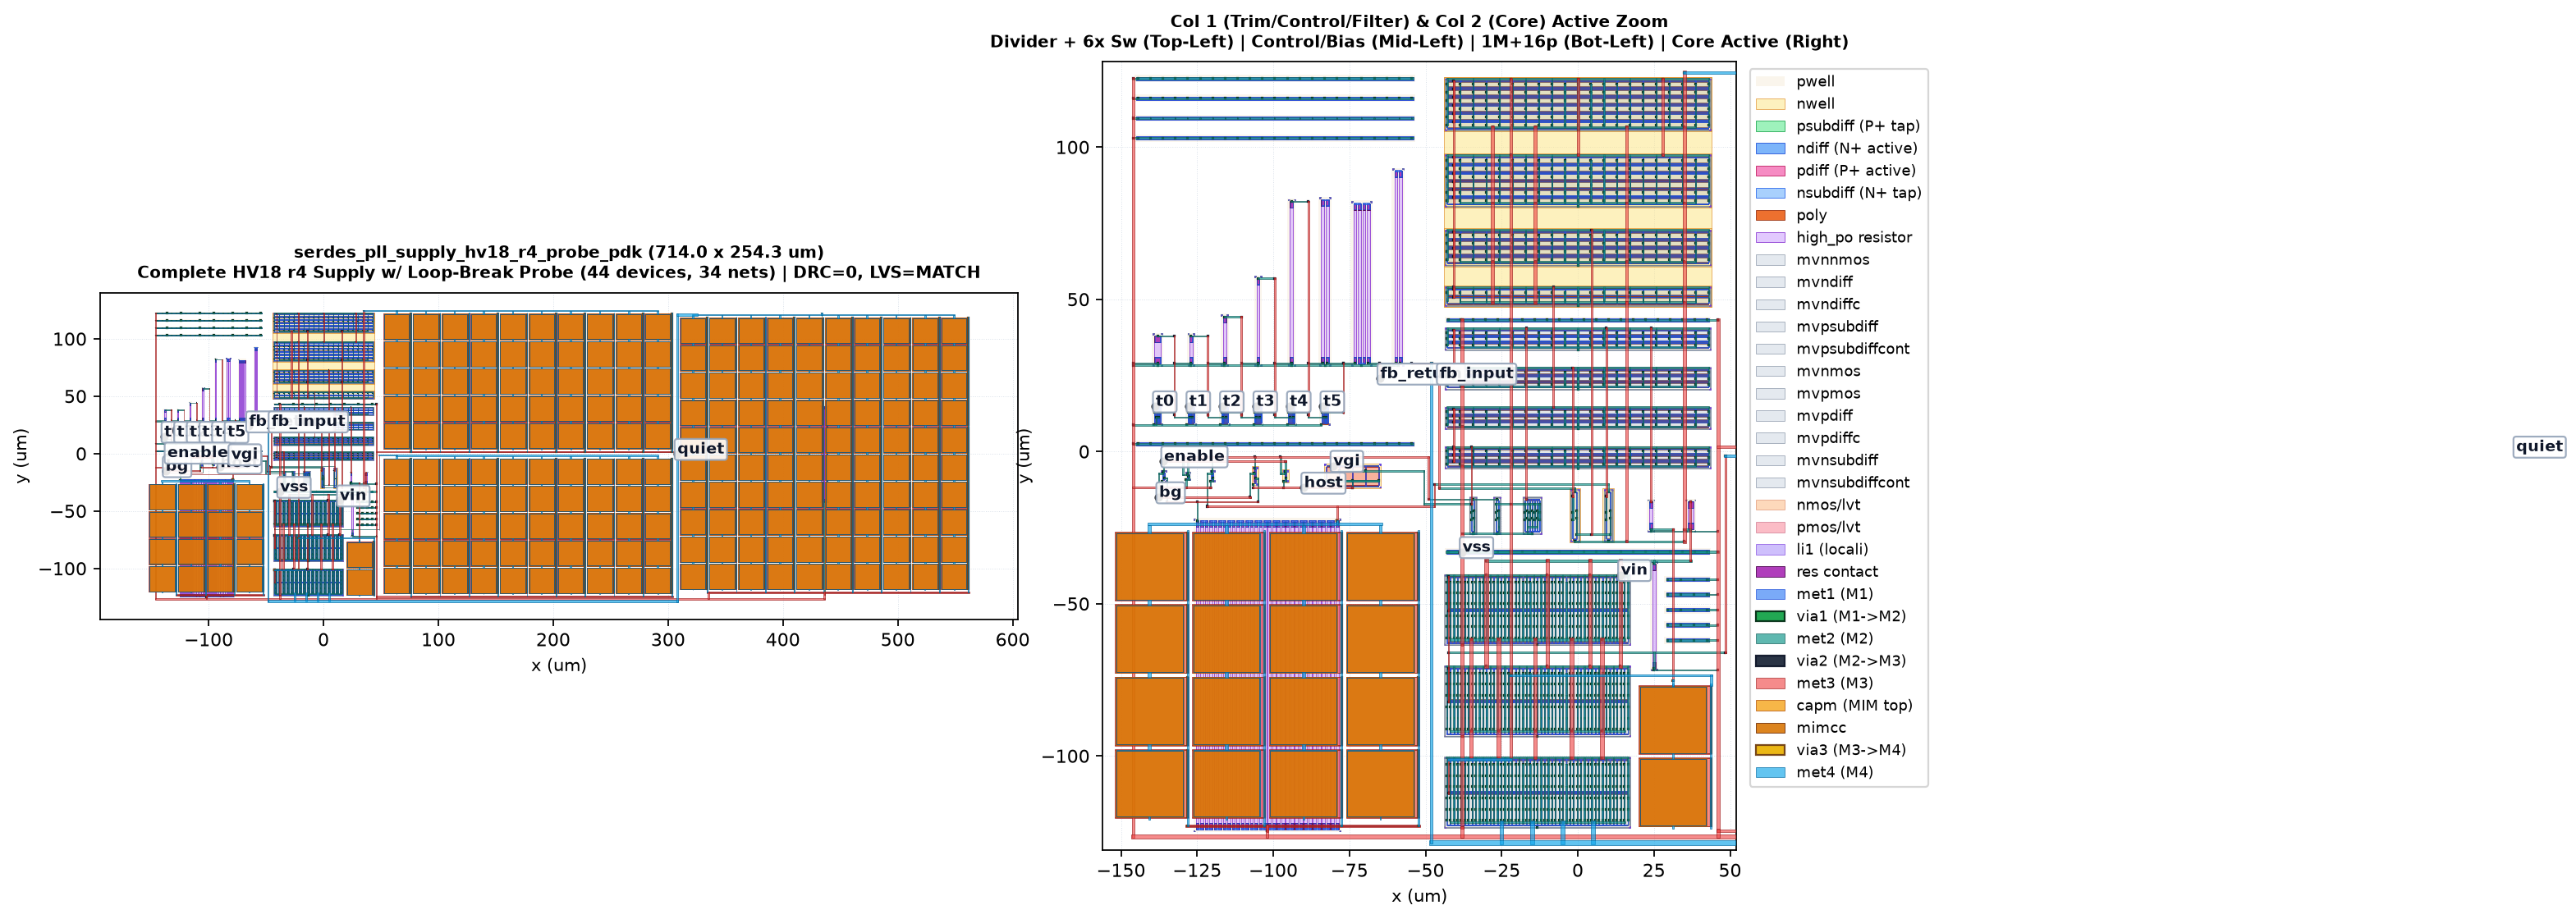 serdes_pll_supply_hv18_r4_probe_pdk (714.0 x 254.3 um)
Complete HV18 r4 Supply w/ Loop-Break Probe (44 devices, 34 nets) | DRC=0, LVS=MATCH
y (um)
100
50
0
−50
−100
−100
0
100
200
300
400
500
600
x (um)
fb_input
t5
enable
vgi
bg
vss
vin
quiet
Col 1 (Trim/Control/Filter) & Col 2 (Core) Active Zoom
Divider + 6x Sw (Top-Left) | Control/Bias (Mid-Left) | 1M+16p (Bot-Left) | Core Active (Right)
y (um)
100
50
0
−50
−100
−150
−125
−100
−75
−50
−25
0
25
50
x (um)
fb_input
t0
t1
t2
t3
t4
t5
enable
vgi
host
bg
vss
vin
pwell
nwell
psubdiff (P+ tap)
ndiff (N+ active)
pdiff (P+ active)
nsubdiff (N+ tap)
poly
high_po resistor
mvnnmos
mvndiff
mvndiffc
mvpsubdiff
mvpsubdiffcont
mvnmos
mvpmos
mvpdiff
mvpdiffc
mvnsubdiff
mvnsubdiffcont
nmos/lvt
pmos/lvt
li1 (locali)
res contact
met1 (M1)
via1 (M1->M2)
met2 (M2)
via2 (M2->M3)
met3 (M3)
capm (MIM top)
mimcc
via3 (M3->M4)
met4 (M4)
quiet